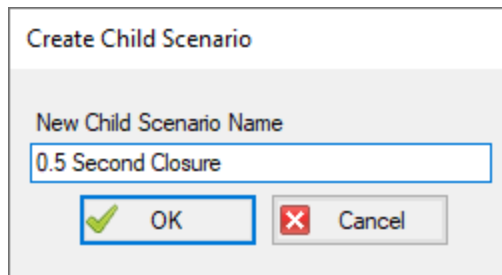 Create Child Scenario
New Child Scenario Name
0.5 Second Closure
OK Cancel